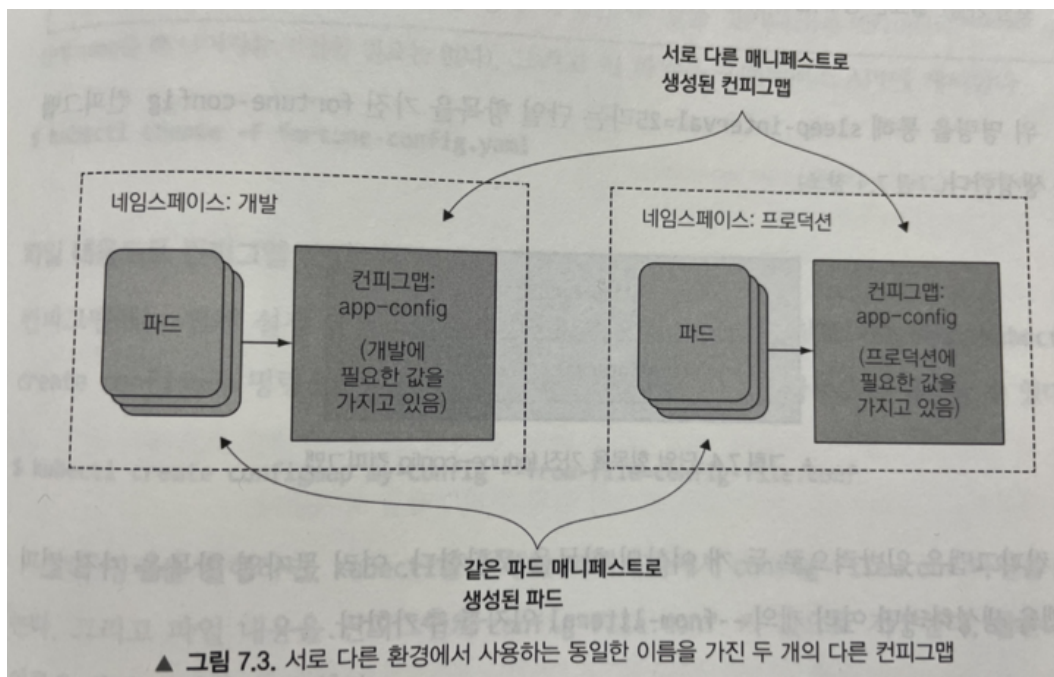 서로 다른 매니페스트로
생성된 컨피그맵
네임스페이스: 개발
파드
컨피그맵:
app-config
(개발에
필요한 값을
가지고 있음)
네임스페이스: 프로덕션
파드
컨피그맵:
app-config
(프로덕션에
필요한 값을
가지고 있음)
같은 파드 매니페스트로
생성된 파드
▲ 그림 7.3. 서로 다른 환경에서 사용하는 동일한 이름을 가진 두 개의 다른 컨피그맵